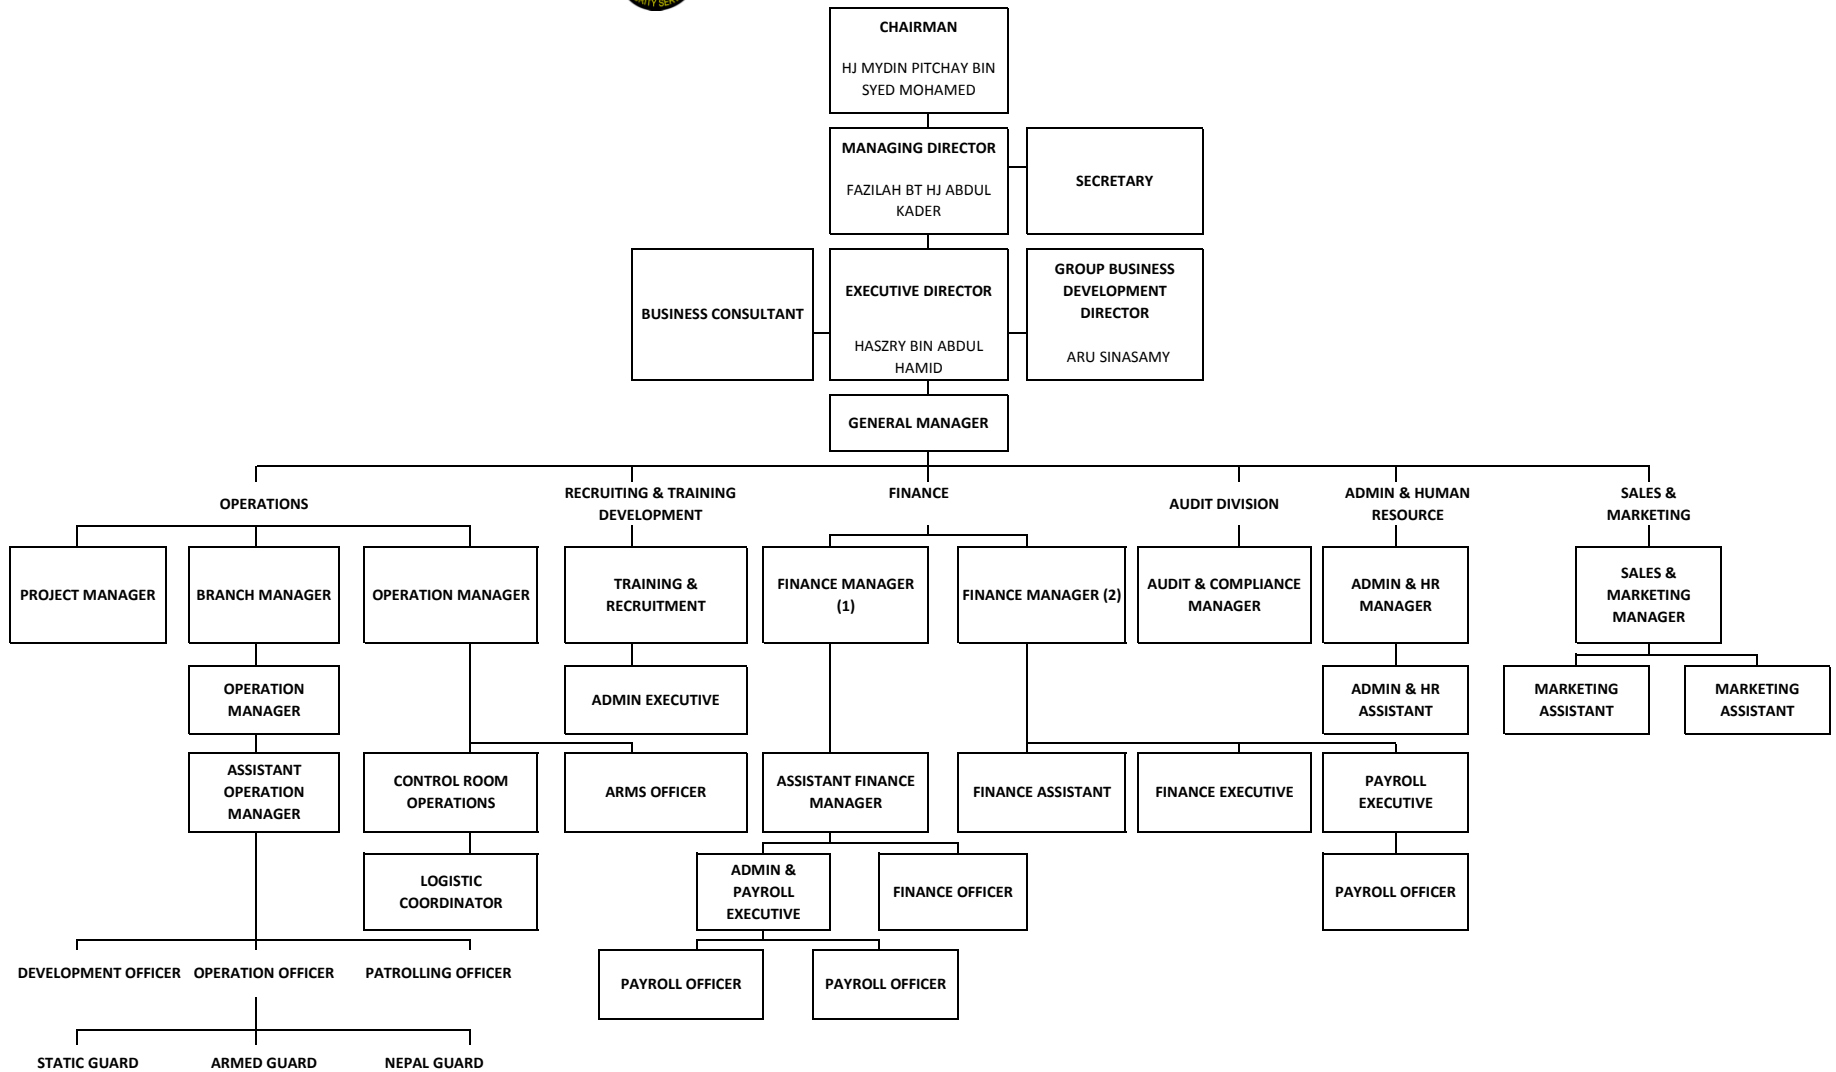 CHAIRMAN
HJ MYDIN PITCHAY BIN
SYED MOHAMED
MANAGING DIRECTOR
FAZILAH BT HJ ABDUL
KADER
SECRETARY
BUSINESS CONSULTANT
EXECUTIVE DIRECTOR
HASZRY BIN ABDUL
HAMID
GROUP BUSINESS
DEVELOPMENT
DIRECTOR
ARU SINASAMY
GENERAL MANAGER
OPERATIONS
RECRUITING & TRAINING
DEVELOPMENT
FINANCE
AUDIT DIVISION
ADMIN & HUMAN
RESOURCE
SALES &
MARKETING
PROJECT MANAGER
BRANCH MANAGER
OPERATION MANAGER
TRAINING &
RECRUITMENT
FINANCE MANAGER
(1)
FINANCE MANAGER (2)
AUDIT & COMPLIANCE
MANAGER
ADMIN & HR
MANAGER
SALES &
MARKETING
MANAGER
OPERATION
MANAGER
ADMIN EXECUTIVE
ADMIN & HR
ASSISTANT
MARKETING
ASSISTANT
MARKETING
ASSISTANT
ASSISTANT
OPERATION
MANAGER
CONTROL ROOM
OPERATIONS
ARMS OFFICER
ASSISTANT FINANCE
MANAGER
FINANCE ASSISTANT
FINANCE EXECUTIVE
PAYROLL
EXECUTIVE
LOGISTIC
COORDINATOR
ADMIN &
PAYROLL
EXECUTIVE
FINANCE OFFICER
PAYROLL OFFICER
DEVELOPMENT OFFICER
OPERATION OFFICER
PATROLLING OFFICER
PAYROLL OFFICER
PAYROLL OFFICER
STATIC GUARD
ARMED GUARD
NEPAL GUARD